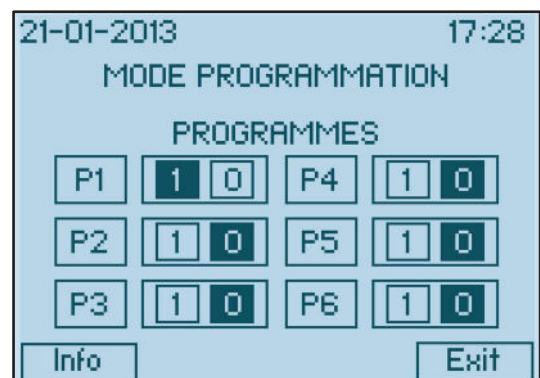 21-01-2013 17:28
MODE PROGRAMMATION
PROGRAMMES
P1 1 0 P4 1 0
P2 1 0 P5 1 0
P3 1 0 P6 1 0
Info Exit